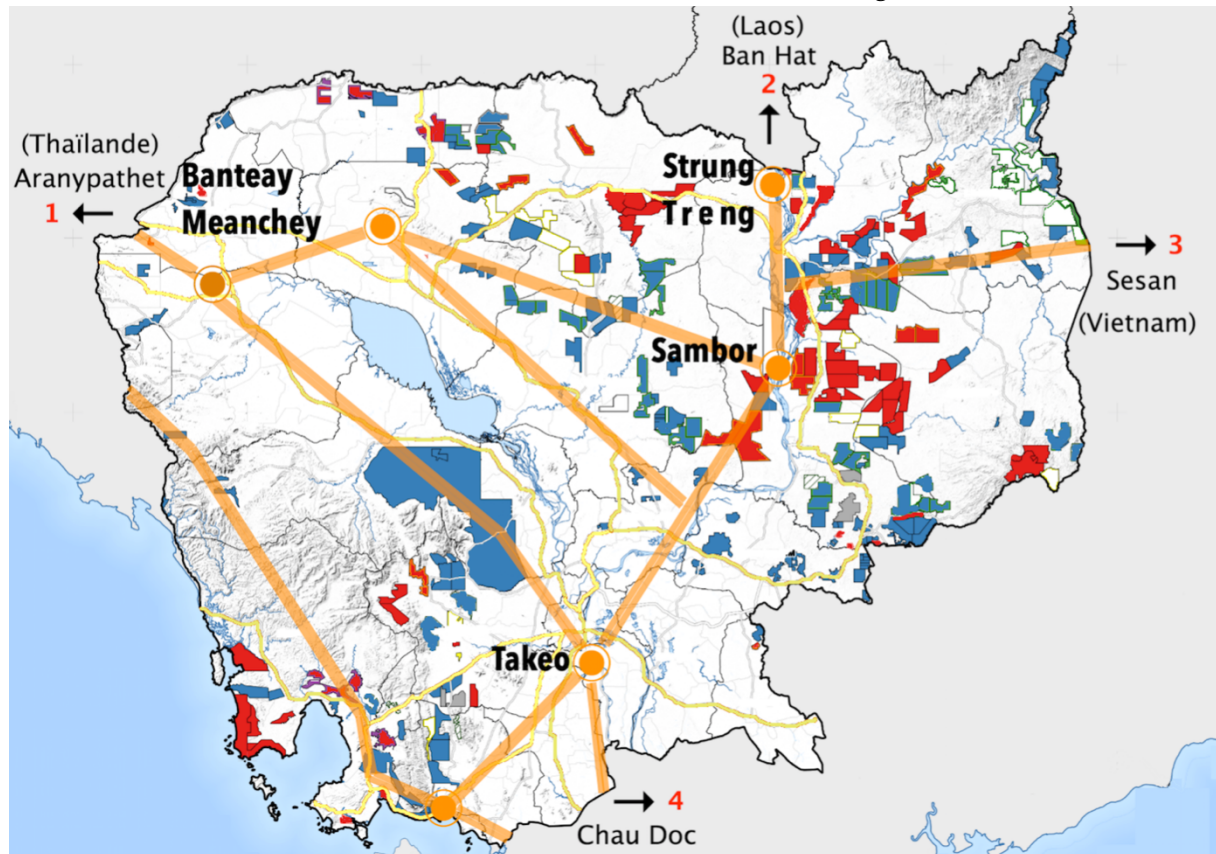 (Laos)
Ban Hat
2
(Thaïlande)
Aranypathet
1
Banteay
Meanchey
Strung
Treng
3
Sesan
(Vietnam)
Sambor
Takeo
4
Chau Doc